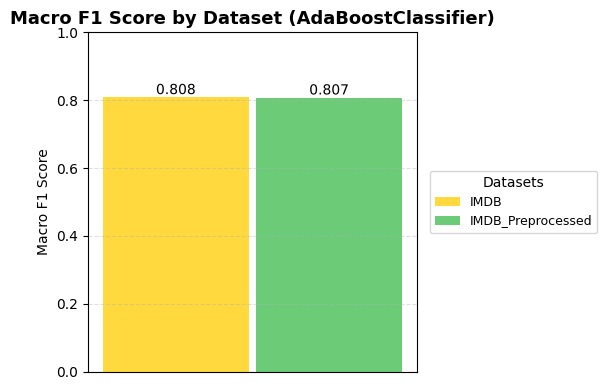 Macro F1 Score by Dataset (AdaBoostClassifier)
Macro F1 Score
1.0
0.8
0.6
0.4
0.2
0.0
0.808
0.807
Datasets
IMDB
IMDB_Preprocessed